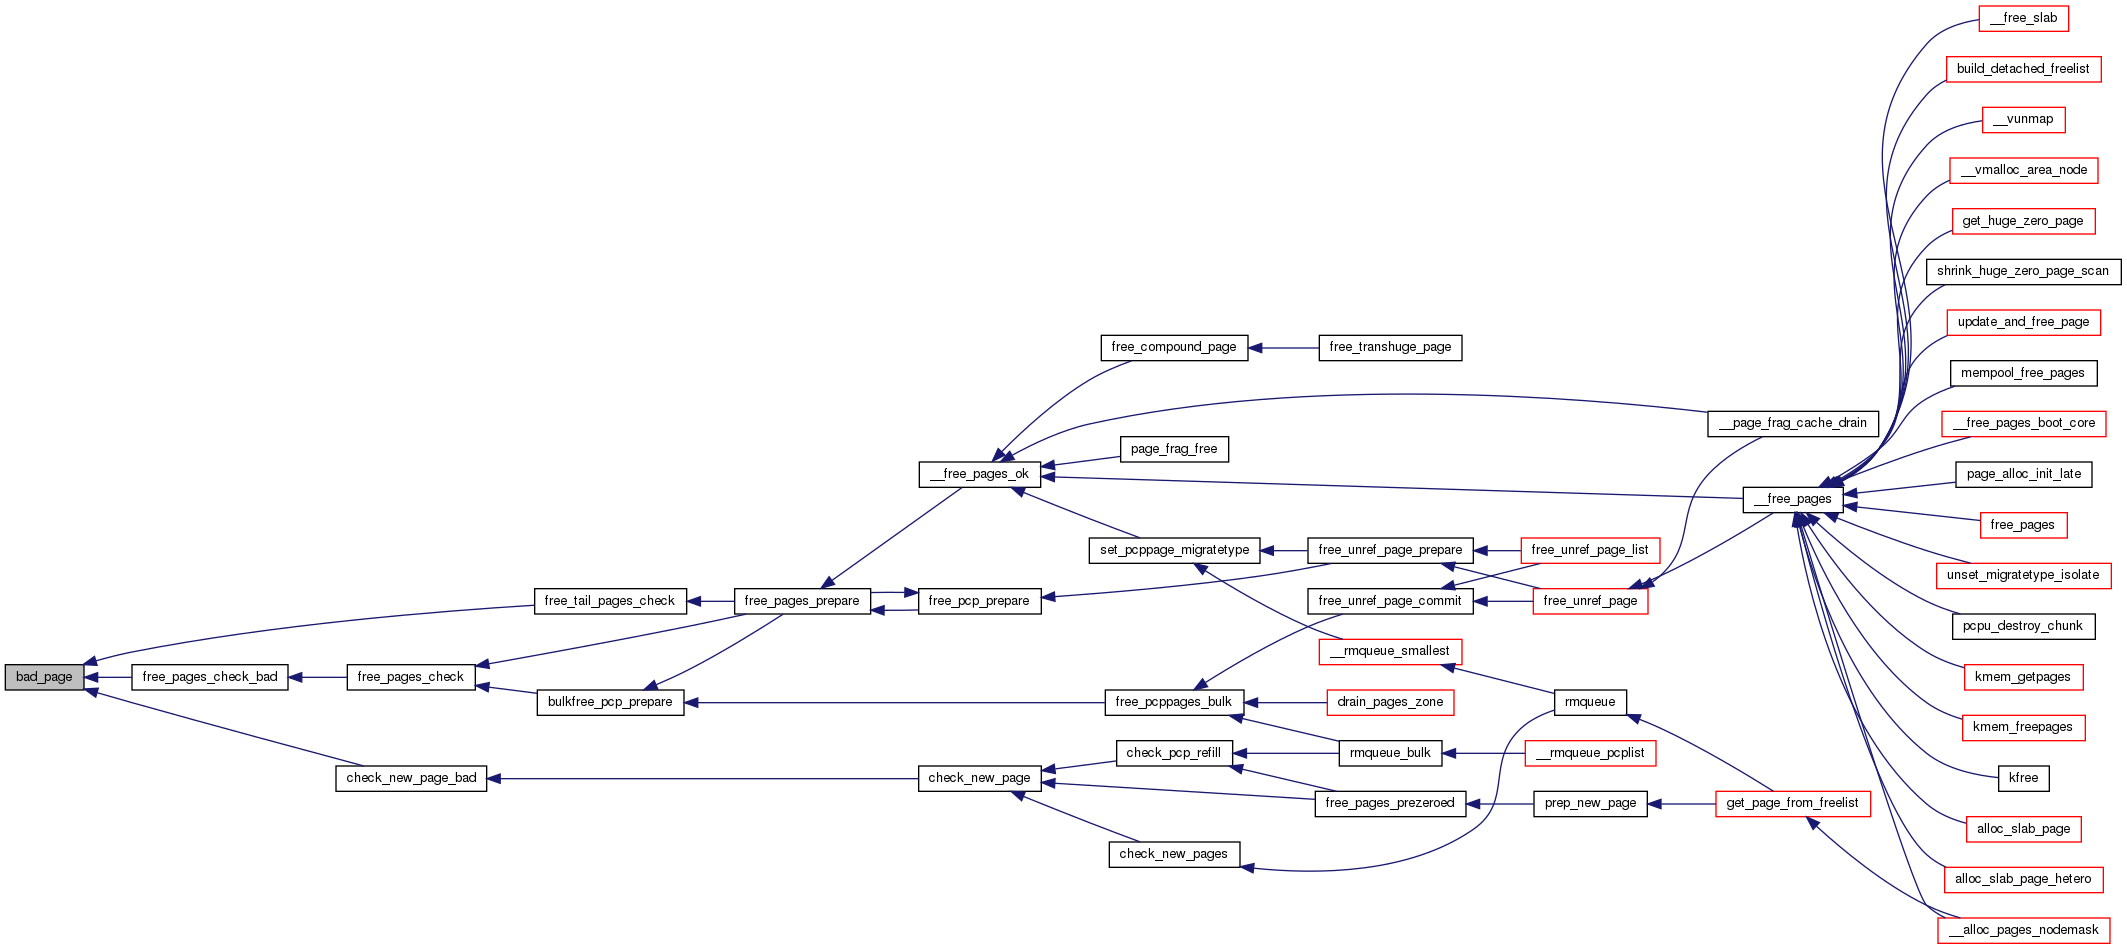 __free_slab
build_detached_freelist
__vunmap
__vmalloc_area_node
get_huge_zero_page
shrink_huge_zero_page_scan
update_and_free_page
free_compound_page
free_transhuge_page
mempool_free_pages
__page_frag_cache_drain
__free_pages_boot_core
page_frag_free
__free_pages_ok
page_alloc_init_late
__free_pages
free_pages
set_pcppage_migratetype
free_unref_page_prepare
free_unref_page_list
unset_migratetype_isolate
free_tail_pages_check
free_pages_prepare
free_pcp_prepare
free_unref_page_commit
free_unref_page
pcpu_destroy_chunk
__rmqueue_smallest
bad_page
free_pages_check_bad
free_pages_check
kmem_getpages
bulkfree_pcp_prepare
free_pcppages_bulk
drain_pages_zone
rmqueue
kmem_freepages
check_pcp_refill
rmqueue_bulk
__rmqueue_pcplist
check_new_page_bad
check_new_page
kfree
free_pages_prezeroed
prep_new_page
get_page_from_freelist
alloc_slab_page
check_new_pages
alloc_slab_page_hetero
__alloc_pages_nodemask